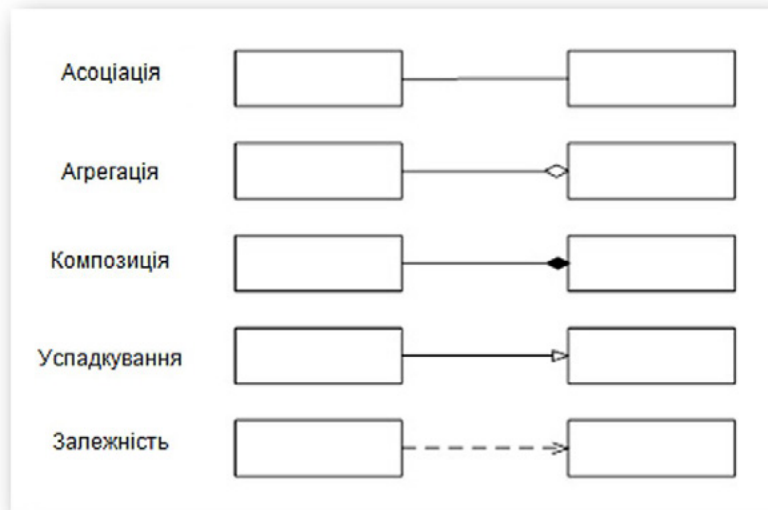 Асоціація
Агрегація
Композиція
Успадкування
Залежність